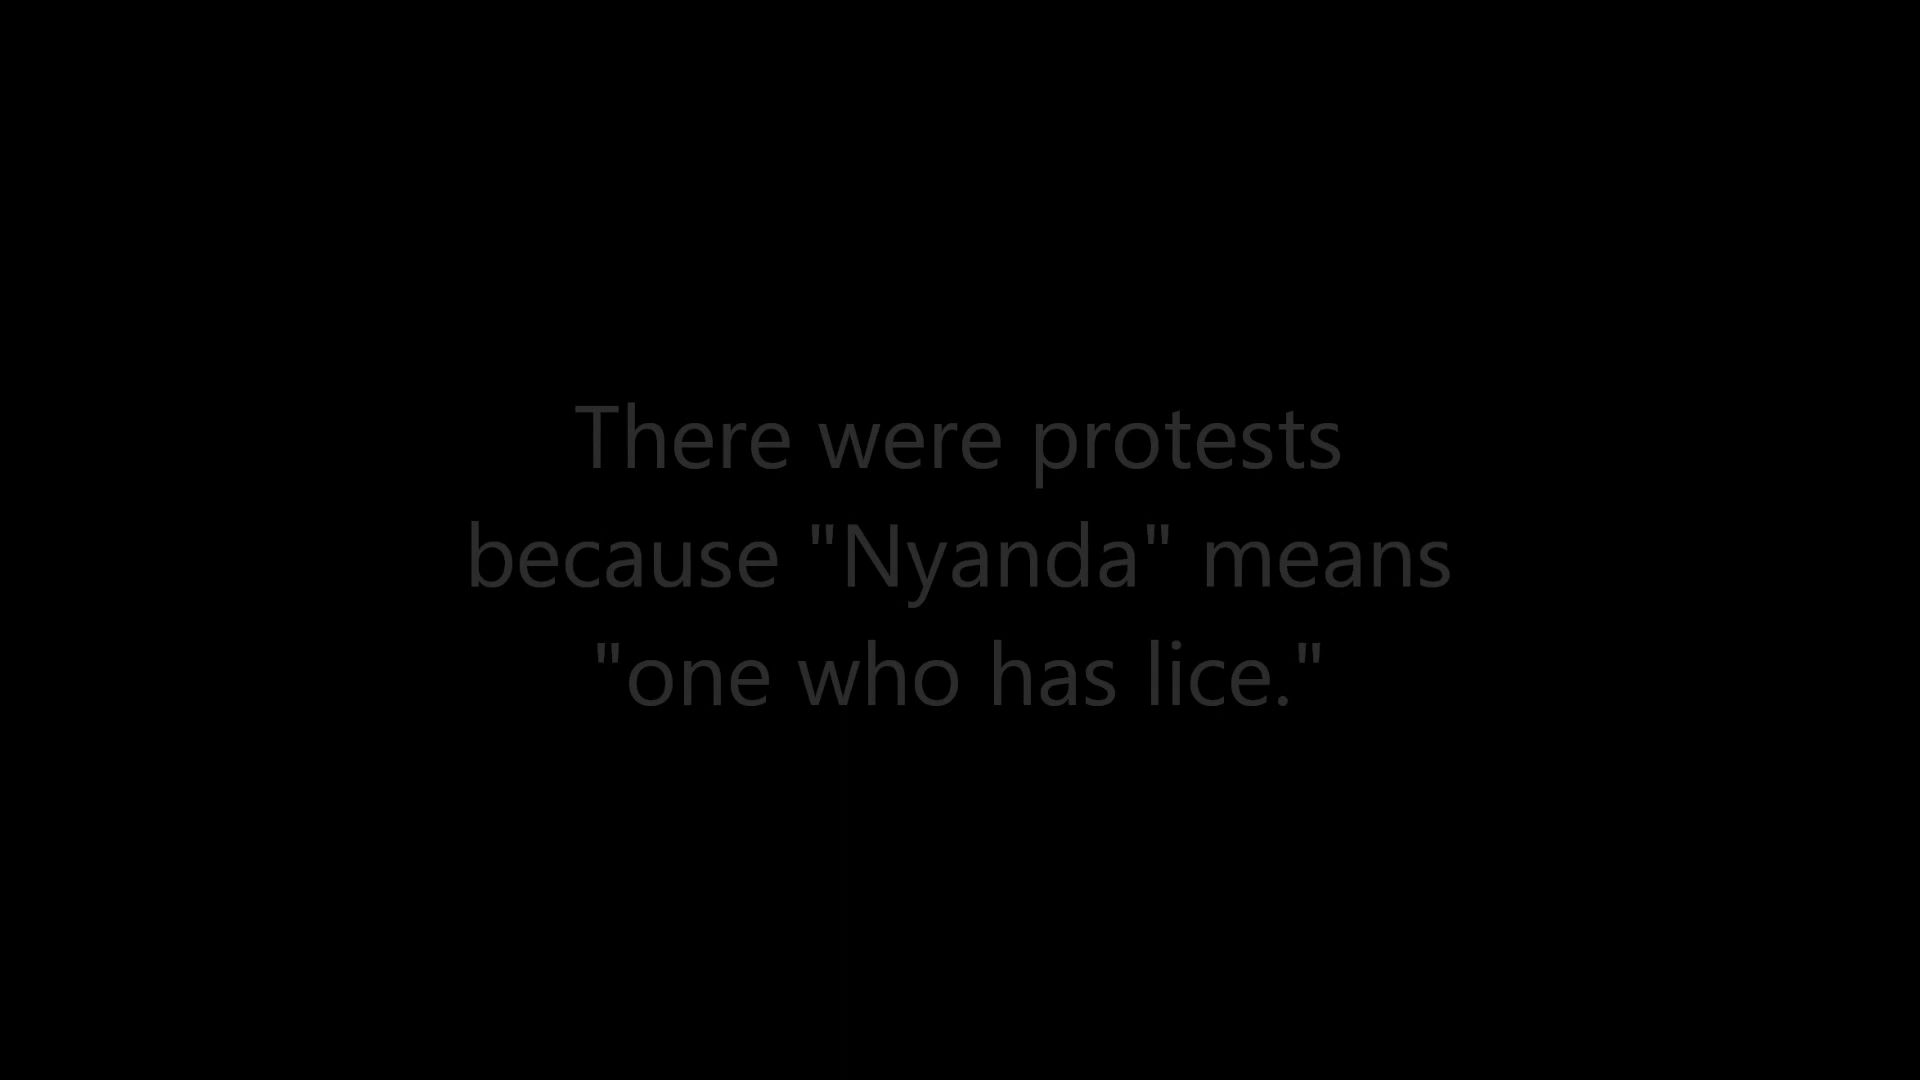 There were protests
because "Nyanda" means
"one who has lice."